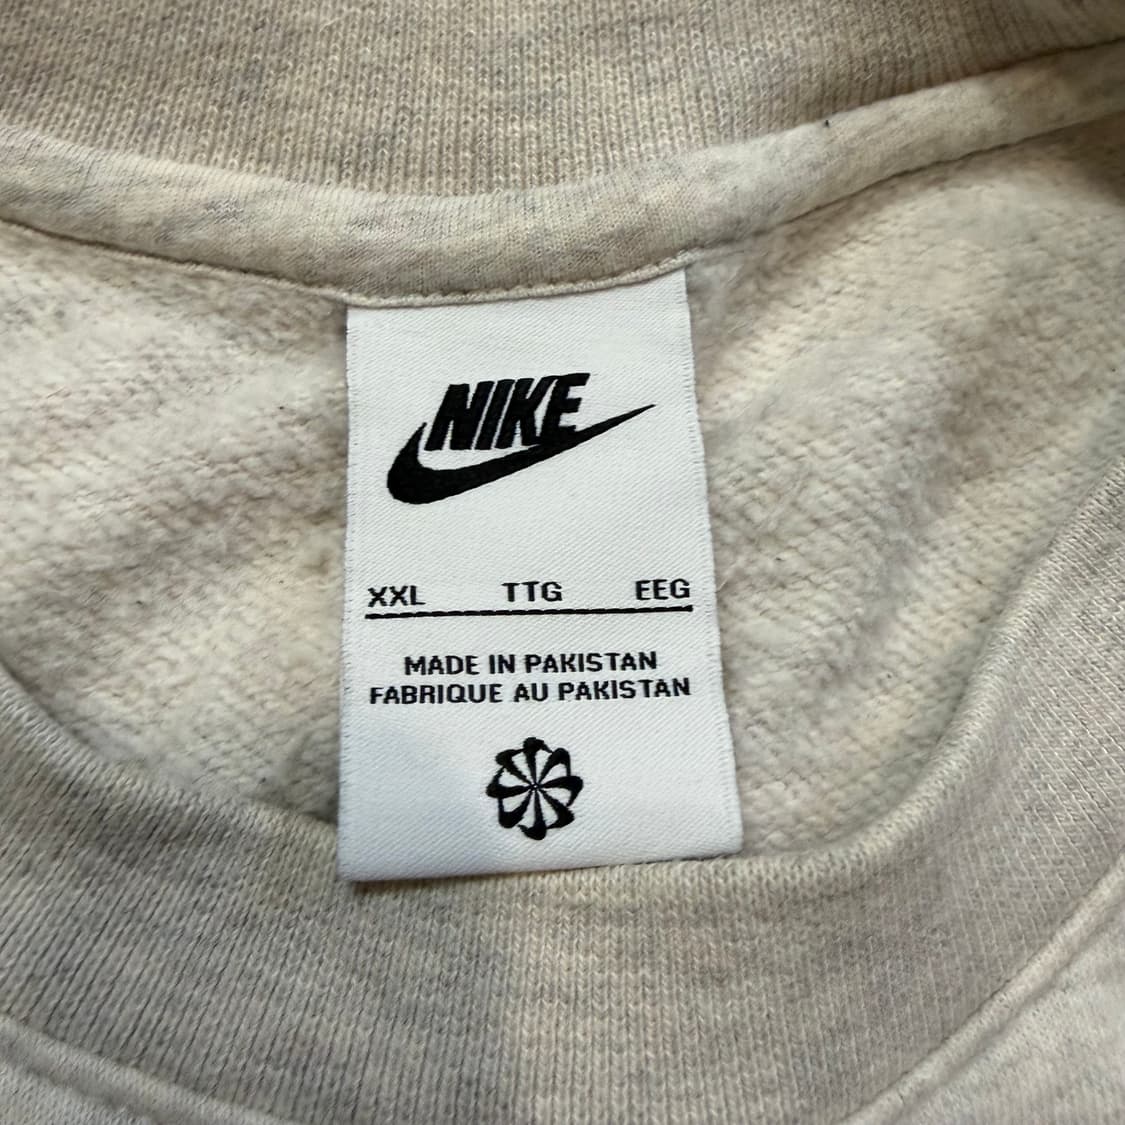 NIKE
XXL TTG EEG
MADE IN PAKISTAN
FABRIQUE AU PAKISTAN